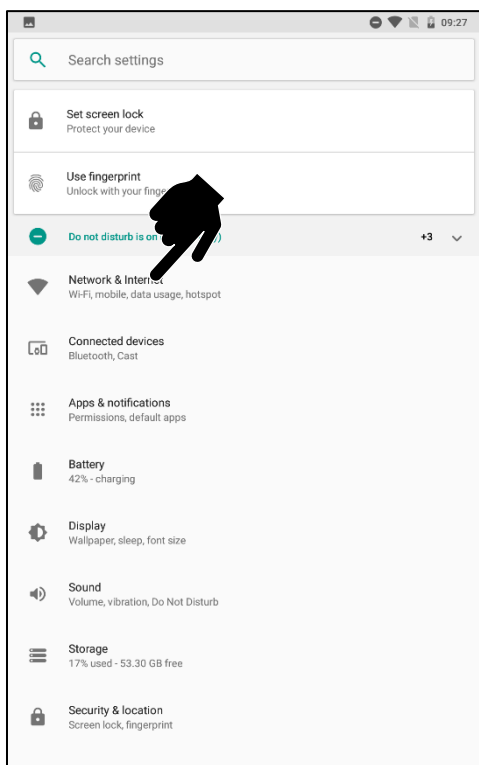 09:27
Search settings
Set screen lock
Protect your device
Use fingerprint
Unlock with your
Do not disturb is on
+3
Network & Internet
Wi-Fi, mobile, data usage, hotspot
Connected devices
Bluetooth, Cast
Apps & notifications
Permissions, default apps
Battery
42% - charging
Display
Wallpaper, sleep, font size
Sound
Volume, vibration, Do Not Disturb
Storage
17% used - 53.30 GB free
Security & location
Screen lock, fingerprint